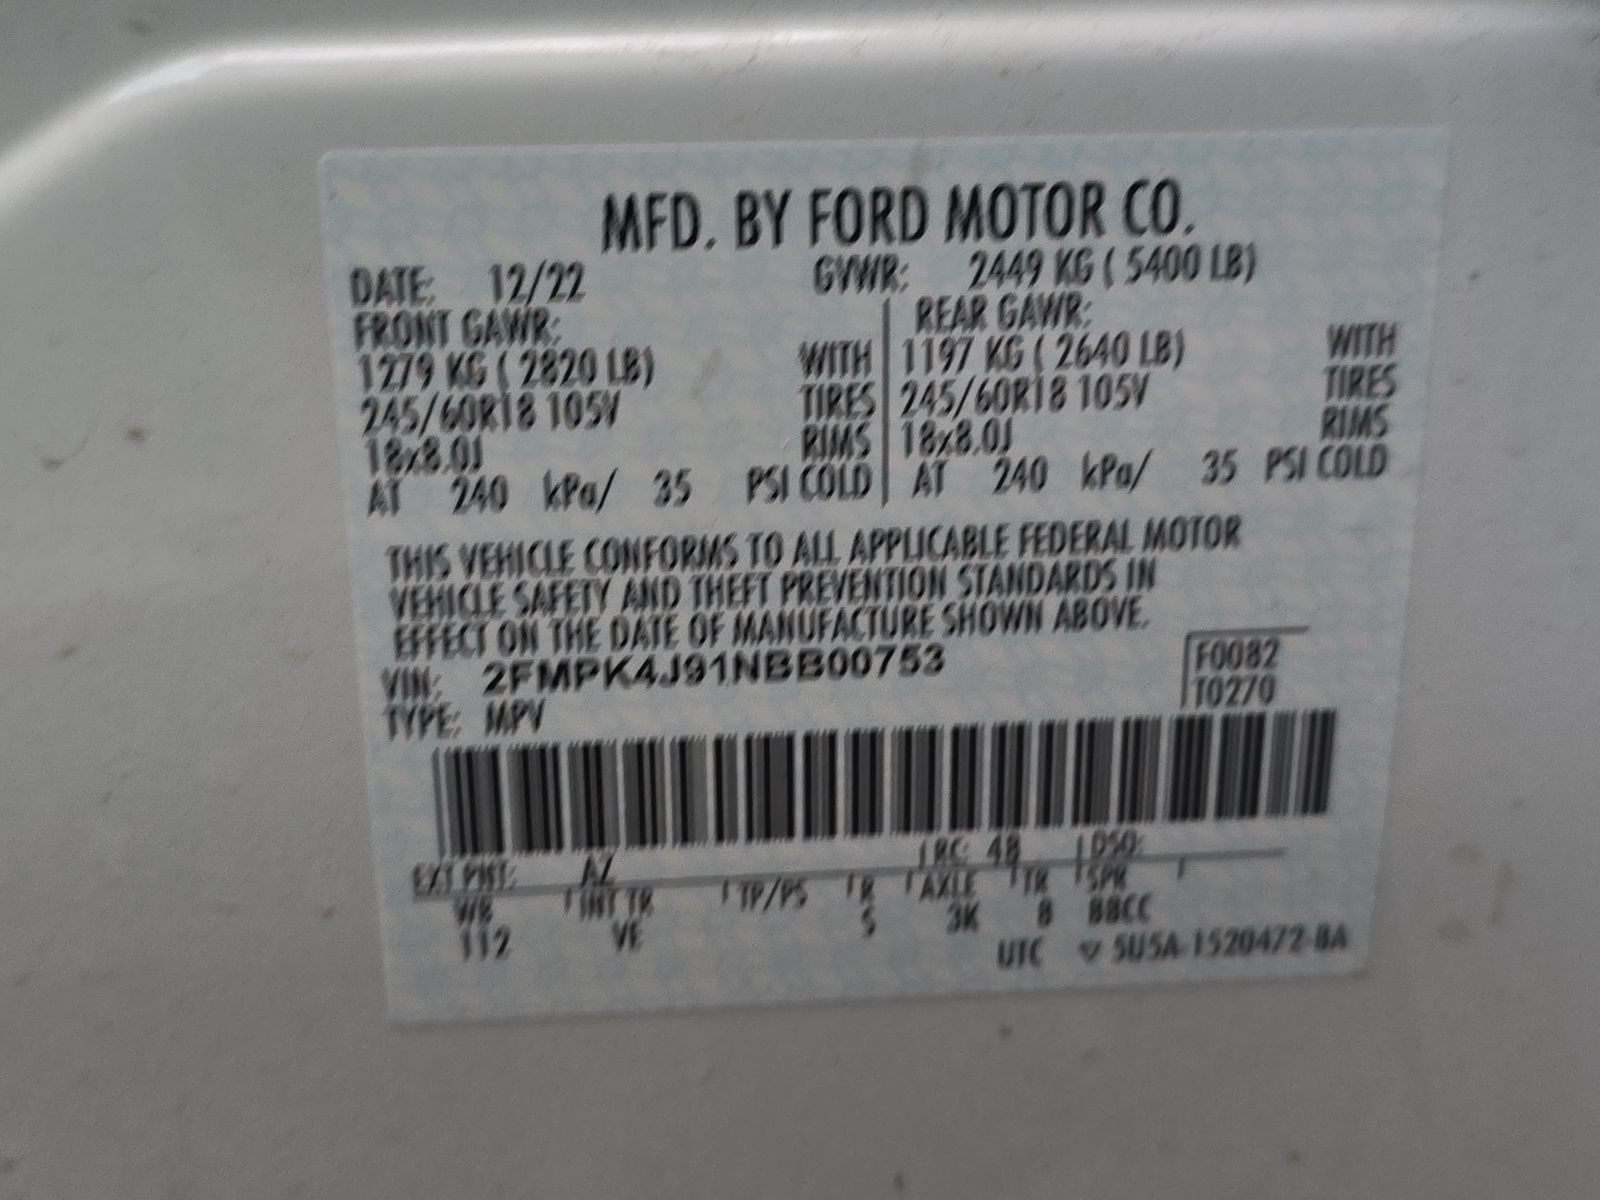 MFD. BY FORD MOTOR CO.
DATE: 12/22 GVWR: 2449 KG ( 5400 LB)
FRONT GAWR: REAR GAWR:
1279 KG ( 2820 LB) WITH 1197 KG ( 2640 LB) WITH
245/60R18 105V TIRES 245/60R18 105V TIRES
18x8.0J RIMS 18x8.0J RIMS
AT 240 kPa/ 35 PSI COLD AT 240 kPa/ 35 PSI COLD
THIS VEHICLE CONFORMS TO ALL APPLICABLE FEDERAL MOTOR
VEHICLE SAFETY AND THEFT PREVENTION STANDARDS IN
EFFECT ON THE DATE OF MANUFACTURE SHOWN ABOVE.
VIN: 2FMPK4J91NBB00753 F0082
TYPE: MPV T0270
EXT PNT: AZ RC: 48 DSO:
WB INT TR TP/PS R AXLE TR SPR
112 VE S 3K 8 BBCC
UTC 5U5A-1520472-BA